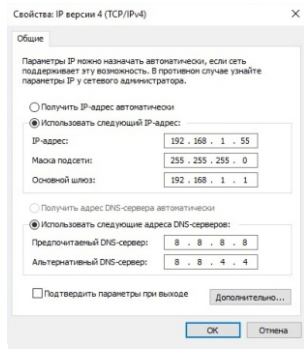 Свойства: IP версии 4 (TCP/IPv4)
Общие
Параметры IP можно назначать автоматически, если сеть
поддерживает эту возможность. В противном случае узнайте
параметры IP у сетевого администратора.
Получить IP-адрес автоматически
Использовать следующий IP-адрес:
IP-адрес: 192 . 168 . 1 . 55
Маска подсети: 255 . 255 . 255 . 0
Основной шлюз: 192 . 168 . 1 . 1
Получить адрес DNS-сервера автоматически
Использовать следующие адреса DNS-серверов:
Предпочитаемый DNS-сервер: 8 . 8 . 8 . 8
Альтернативный DNS-сервер: 8 . 8 . 4 . 4
Подтвердить параметры при выходе
Дополнительно...
ОК Отмена